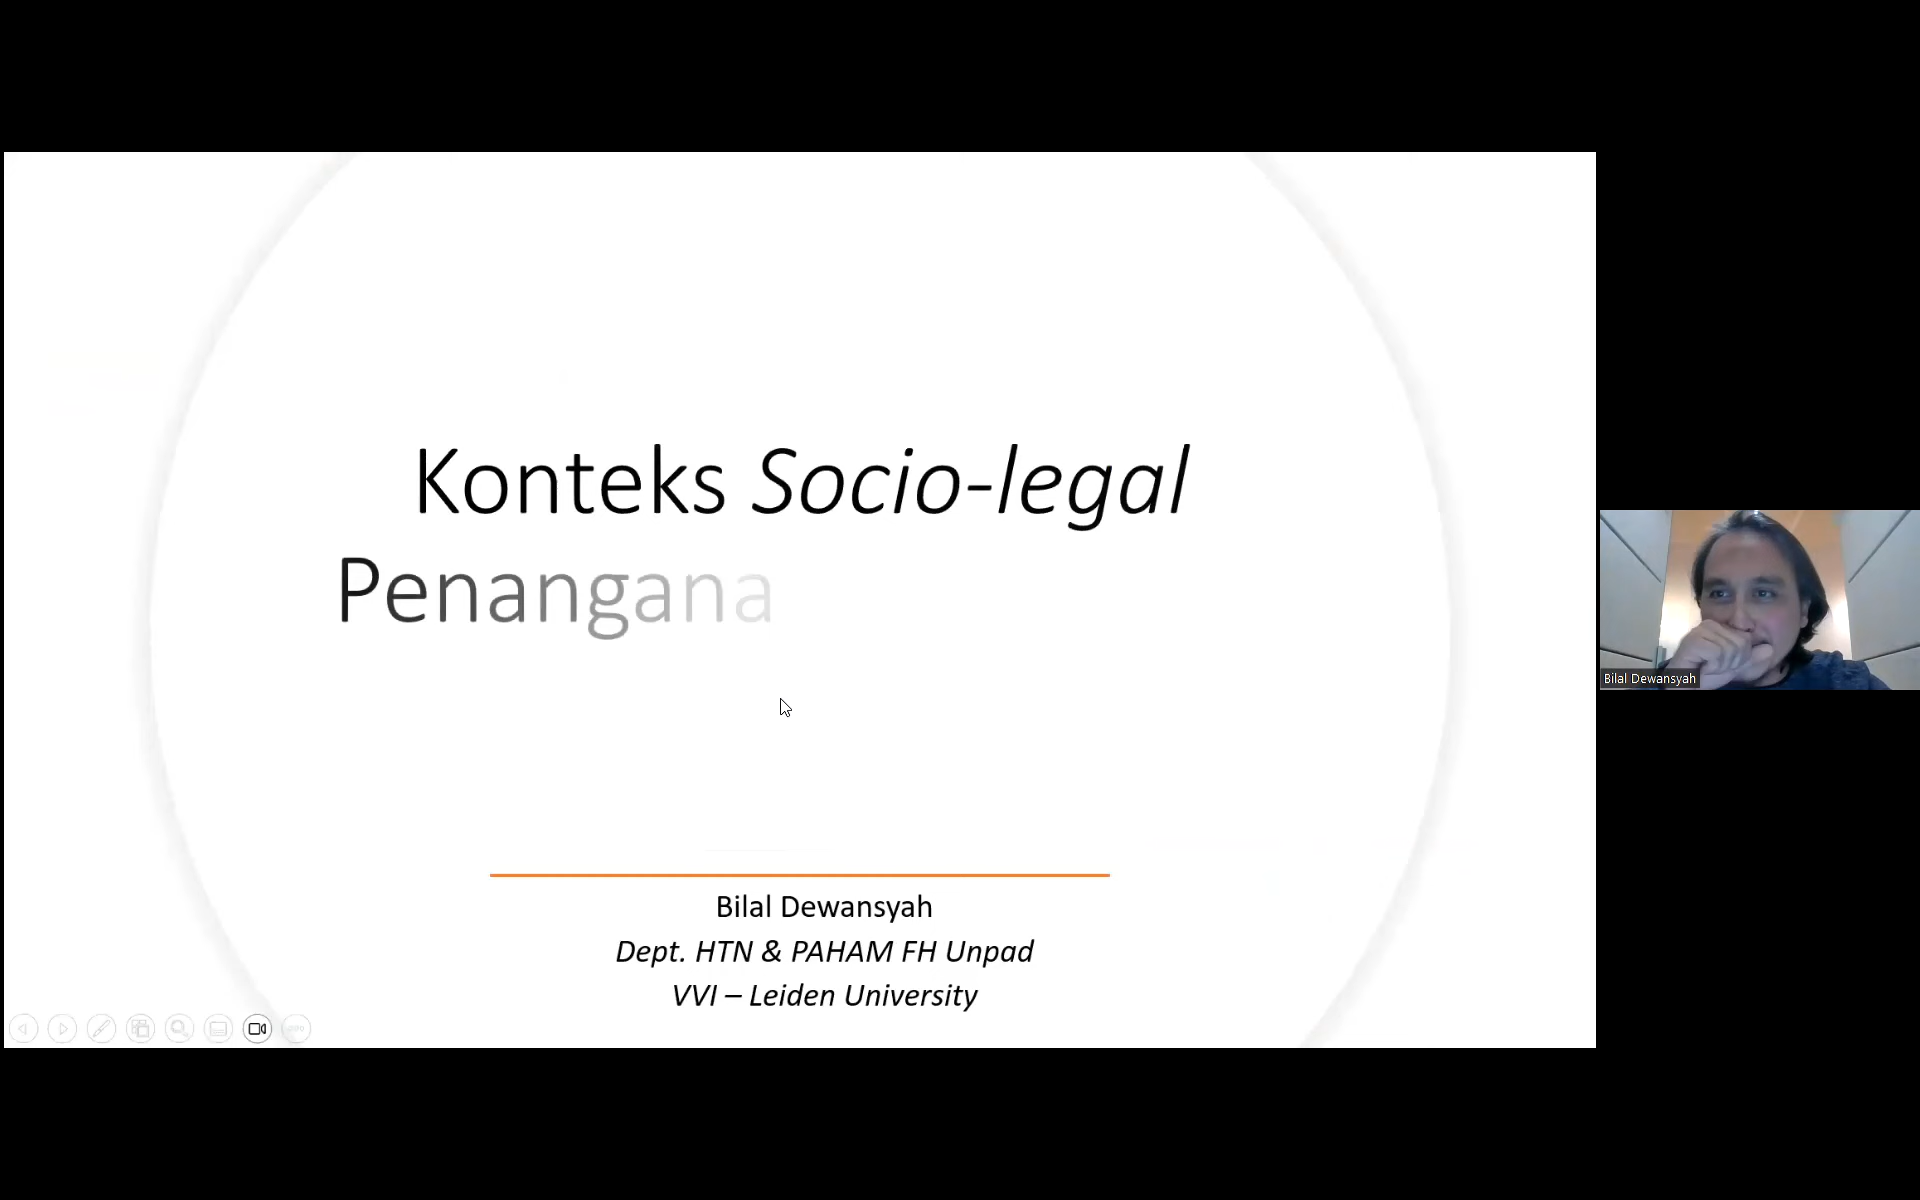 Konteks Socio-legal
Penangana
Bilal Dewansyah
Dept. HTN & PAHAM FH Unpad
VVI – Leiden University
Bilal Dewansyah